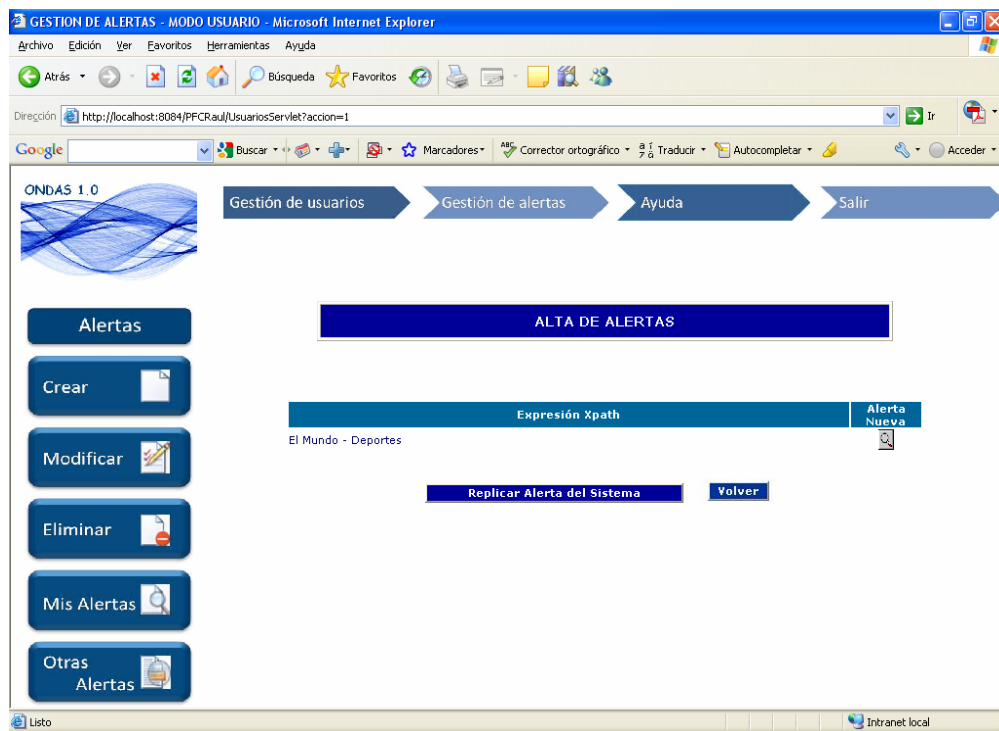 GESTION DE ALERTAS - MODO USUARIO - Microsoft Internet Explorer
Archivo Edición Ver Favoritos Herramientas Ayuda
Atrás Búsqueda Favoritos
Dirección http://localhost:8084/PFCRaul/UsuariosServlet?accion=1 Ir
Google Buscar Marcadores ABC Corrector ortográfico Traducir Autocompletar Acceder
ONDAS 1.0
Gestión de usuarios Gestión de alertas Ayuda Salir
ALTA DE ALERTAS
Alertas
Crear
Modificar
Eliminar
Mis Alertas
Otras
Alertas
Expresión Xpath Alerta
Nueva
El Mundo - Deportes
Replicar Alerta del Sistema Volver
Listo Intranet local